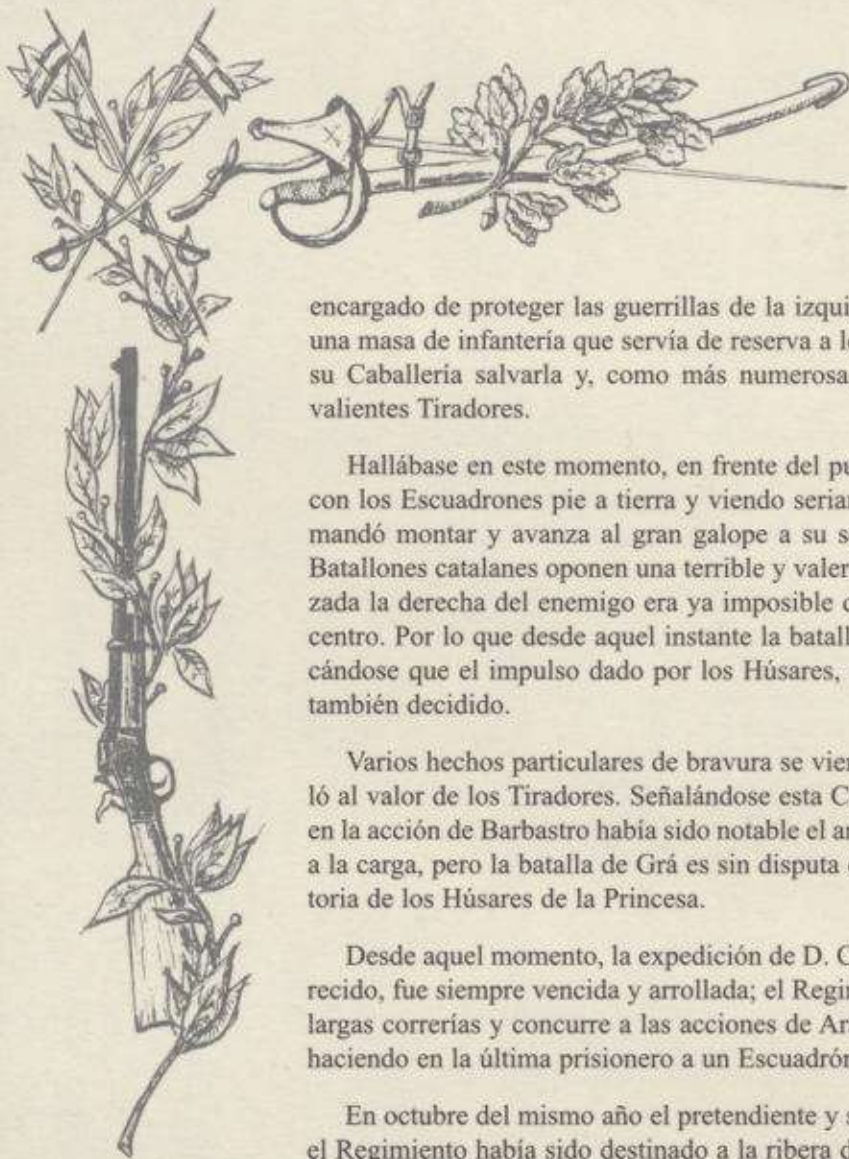 encargado de proteger las guerrillas de la izqui
una masa de infantería que servía de reserva a l
su Caballería salvarla y, como más numerosa
valientes Tiradores.
Hallábase en este momento, en frente del pu
con los Escuadrones pie a tierra y viendo seria
mandó montar y avanza al gran galope a su s
Batallones catalanes oponen una terrible y valer
zada la derecha del enemigo era ya imposible
centro. Por lo que desde aquel instante la batall
cándose que el impulso dado por los Húsares,
también decidido.
Varios hechos particulares de bravura se vier
ló al valor de los Tiradores. Señalándose esta C
en la acción de Barbastro había sido notable el a
a la carga, pero la batalla de Grá es sin disputa
toria de los Húsares de la Princesa.
Desde aquel momento, la expedición de D. C
recido, fue siempre vencida y arrollada; el Regi
largas correrías y concurre a las acciones de Ar
haciendo en la última prisionero a un Escuadrón
En octubre del mismo año el pretendiente y s
el Regimiento había sido destinado a la ribera d